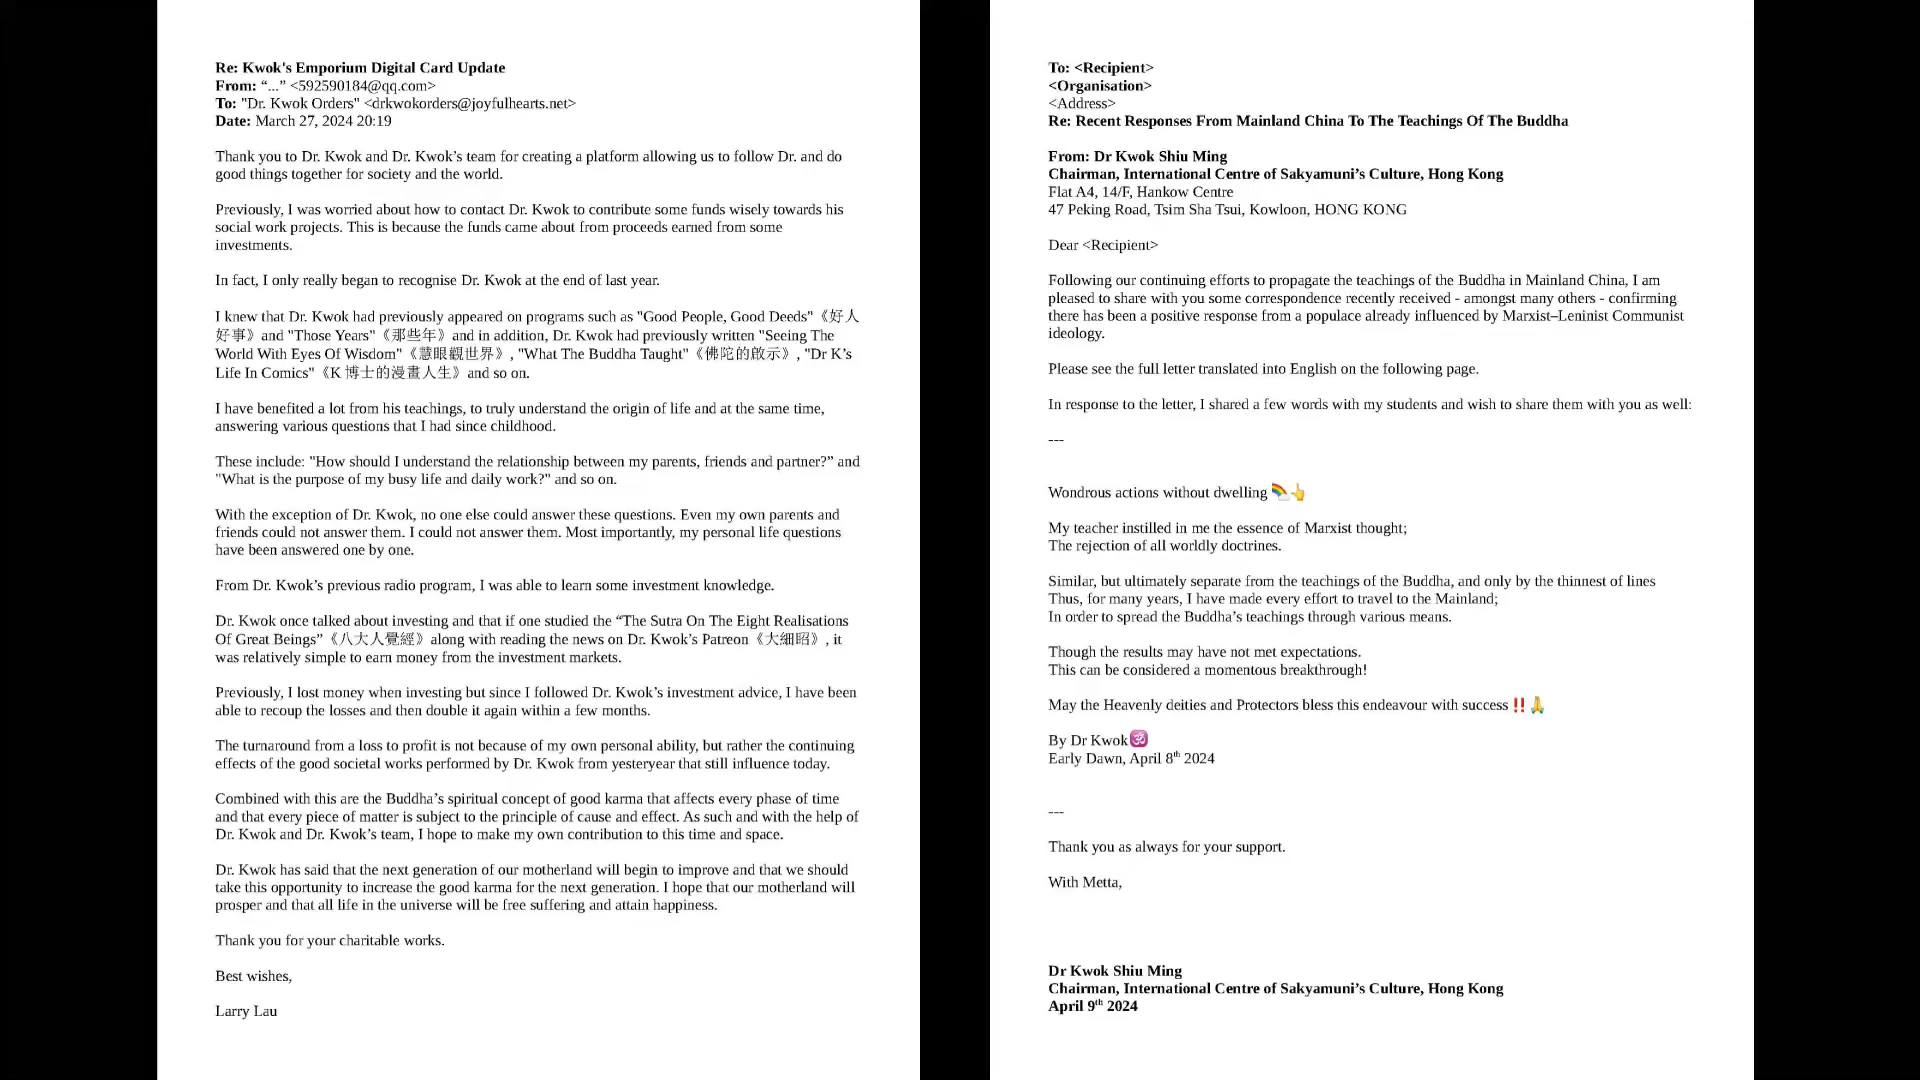 Re: Kwok's Emporium Digital Card Update
From: “...” <592590184@qq.com>
To: "Dr. Kwok Orders" <drkwokorders@joyfulhearts.net>
Date: March 27, 2024 20:19
Thank you to Dr. Kwok and Dr. Kwok’s team for creating a platform allowing us to follow Dr. and do
good things together for society and the world.
Previously, I was worried about how to contact Dr. Kwok to contribute some funds wisely towards his
social work projects. This is because the funds came about from proceeds earned from some
investments.
In fact, I only really began to recognise Dr. Kwok at the end of last year.
I knew that Dr. Kwok had previously appeared on programs such as "Good People, Good Deeds"《好人
好事》and "Those Years"《那些年》and in addition, Dr. Kwok had previously written "Seeing The
World With Eyes Of Wisdom"《慧眼觀世界》, "What The Buddha Taught"《佛陀的啟示》, "Dr K’s
Life In Comics"《K 博士的漫畫人生》and so on.
I have benefited a lot from his teachings, to truly understand the origin of life and at the same time,
answering various questions that I had since childhood.
These include: "How should I understand the relationship between my parents, friends and partner?” and
"What is the purpose of my busy life and daily work?" and so on.
With the exception of Dr. Kwok, no one else could answer these questions. Even my own parents and
friends could not answer them. I could not answer them. Most importantly, my personal life questions
have been answered one by one.
From Dr. Kwok’s previous radio program, I was able to learn some investment knowledge.
Dr. Kwok once talked about investing and that if one studied the “The Sutra On The Eight Realisations
Of Great Beings”《八大人覺經》along with reading the news on Dr. Kwok’s Patreon《大細昭》, it
was relatively simple to earn money from the investment markets.
Previously, I lost money when investing but since I followed Dr. Kwok’s investment advice, I have been
able to recoup the losses and then double it again within a few months.
The turnaround from a loss to profit is not because of my own personal ability, but rather the continuing
effects of the good societal works performed by Dr. Kwok from yesteryear that still influence today.
Combined with this are the Buddha’s spiritual concept of good karma that affects every phase of time
and that every piece of matter is subject to the principle of cause and effect. As such and with the help of
Dr. Kwok and Dr. Kwok’s team, I hope to make my own contribution to this time and space.
Dr. Kwok has said that the next generation of our motherland will begin to improve and that we should
take this opportunity to increase the good karma for the next generation. I hope that our motherland will
prosper and that all life in the universe will be free suffering and attain happiness.
Thank you for your charitable works.
Best wishes,
Larry Lau
To: <Recipient>
<Organisation>
<Address>
Re: Recent Responses From Mainland China To The Teachings Of The Buddha
From: Dr Kwok Shiu Ming
Chairman, International Centre of Sakyamuni’s Culture, Hong Kong
Flat A4, 14/F, Hankow Centre
47 Peking Road, Tsim Sha Tsui, Kowloon, HONG KONG
Dear <Recipient>
Following our continuing efforts to propagate the teachings of the Buddha in Mainland China, I am
pleased to share with you some correspondence recently received - amongst many others - confirming
there has been a positive response from a populace already influenced by Marxist–Leninist Communist
ideology.
Please see the full letter translated into English on the following page.
In response to the letter, I shared a few words with my students and wish to share them with you as well:
---
Wondrous actions without dwelling 🌈👆
My teacher instilled in me the essence of Marxist thought;
The rejection of all worldly doctrines.
Similar, but ultimately separate from the teachings of the Buddha, and only by the thinnest of lines
Thus, for many years, I have made every effort to travel to the Mainland;
In order to spread the Buddha’s teachings through various means.
Though the results may have not met expectations.
This can be considered a momentous breakthrough!
May the Heavenly deities and Protectors bless this endeavour with success ‼️🙏
By Dr Kwok🕉️
Early Dawn, April 8th 2024
---
Thank you as always for your support.
With Metta,
Dr Kwok Shiu Ming
Chairman, International Centre of Sakyamuni’s Culture, Hong Kong
April 9th 2024